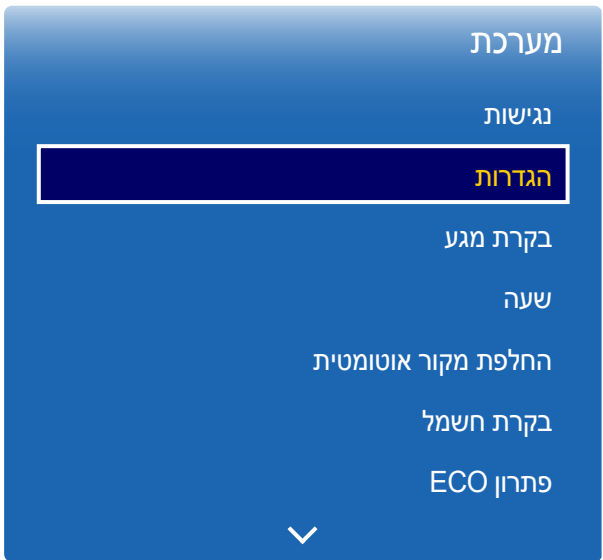 מערכת
נגישות
הגדרות
בקרת מגע
שעה
החלפת מקור אוטומטית
בקרת חשמל
פתרון ECO